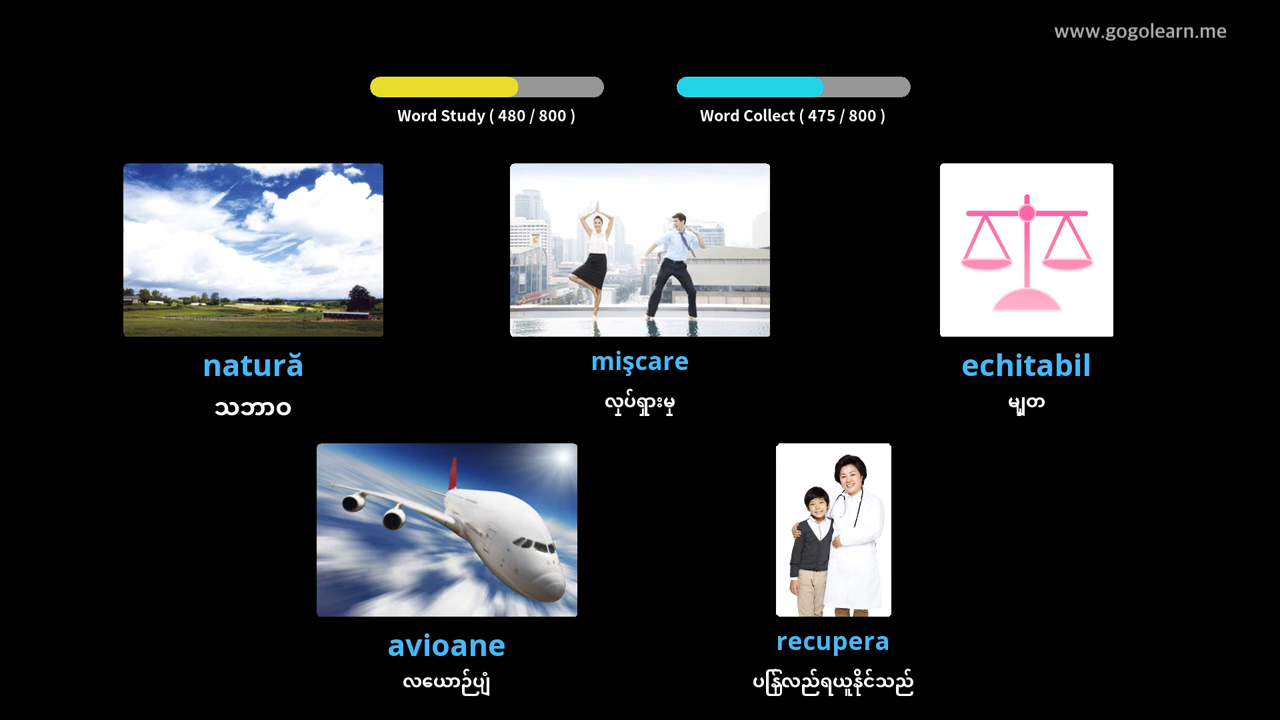 www.gogolearn.me
Word Study ( 480 / 800 )
Word Collect ( 475 / 800 )
natură
mişcare
echitabil
သဘာဝ
လှုပ်ရှားမှု
မျှတ
avioane
recupera
လေယာဉ်ပျံ
ပြန်လည်ရယူနိုင်သည်